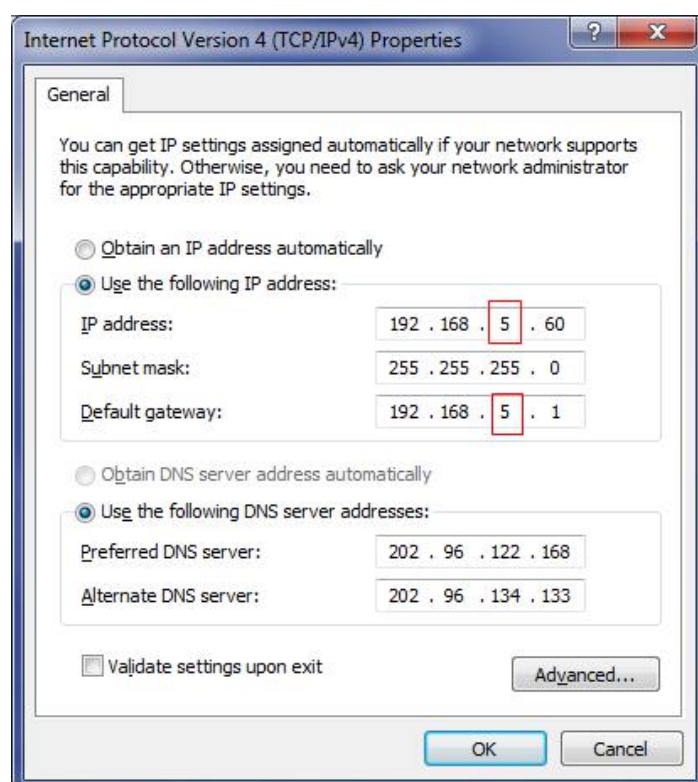 Internet Protocol Version 4 (TCP/IPv4) Properties
General
You can get IP settings assigned automatically if your network supports
this capability. Otherwise, you need to ask your network administrator
for the appropriate IP settings.
Obtain an IP address automatically
Use the following IP address:
IP address: 192 . 168 . 5 . 60
Subnet mask: 255 . 255 . 255 . 0
Default gateway: 192 . 168 . 5 . 1
Obtain DNS server address automatically
Use the following DNS server addresses:
Preferred DNS server: 202 . 96 . 122 . 168
Alternate DNS server: 202 . 96 . 134 . 133
Validate settings upon exit
Advanced...
OK Cancel